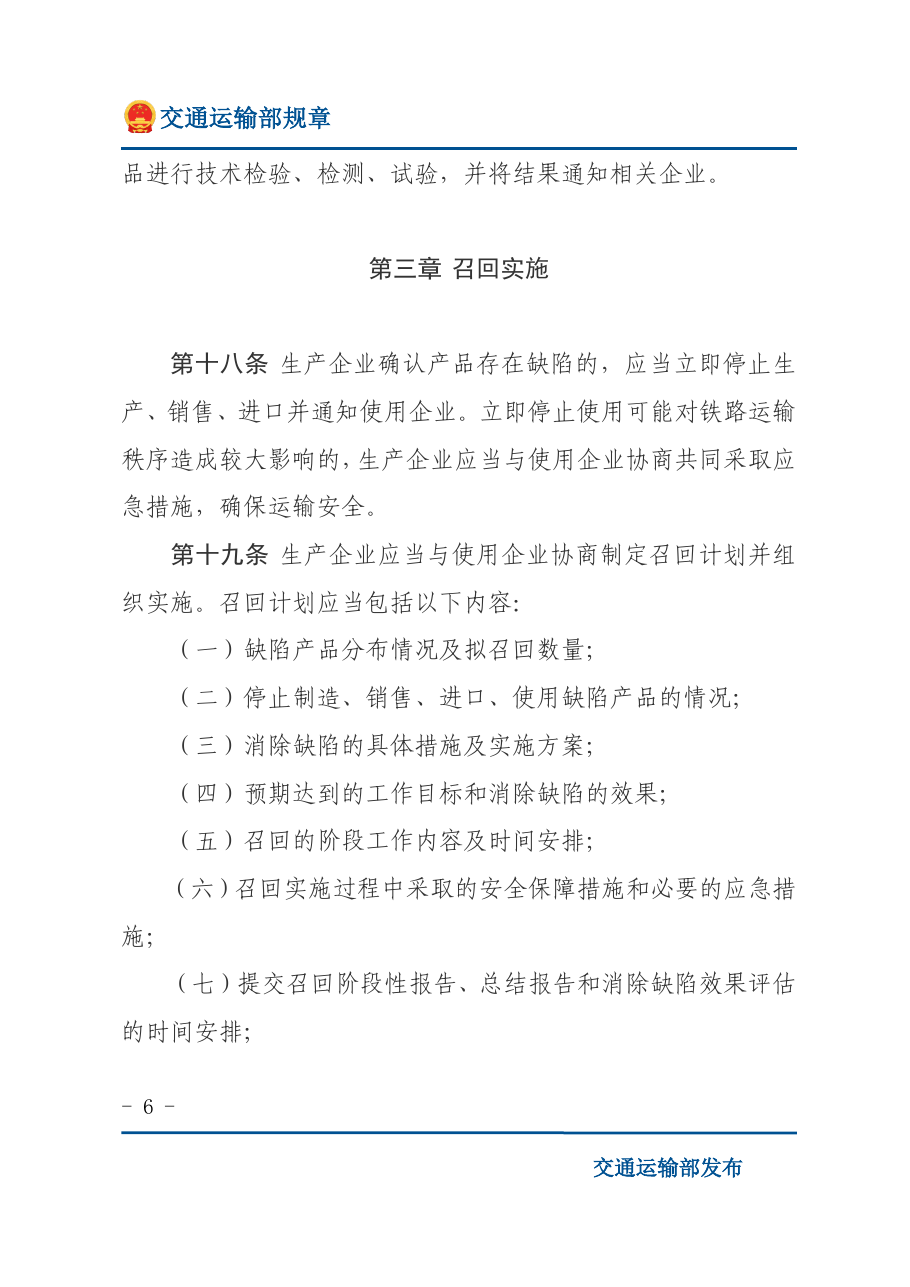 交通运输部规章
品进行技术检验、检测、试验，并将结果通知相关企业。
第三章 召回实施
第十八条 生产企业确认产品存在缺陷的，应当立即停止生
产、销售、进口并通知使用企业。立即停止使用可能对铁路运输
秩序造成较大影响的，生产企业应当与使用企业协商共同采取应
急措施，确保运输安全。
第十九条 生产企业应当与使用企业协商制定召回计划并组
织实施。召回计划应当包括以下内容：
（一）缺陷产品分布情况及拟召回数量；
（二）停止制造、销售、进口、使用缺陷产品的情况；
（三）消除缺陷的具体措施及实施方案；
（四）预期达到的工作目标和消除缺陷的效果；
（五）召回的阶段工作内容及时间安排；
（六）召回实施过程中采取的安全保障措施和必要的应急措
施；
（七）提交召回阶段性报告、总结报告和消除缺陷效果评估
的时间安排；
- 6 -
交通运输部发布